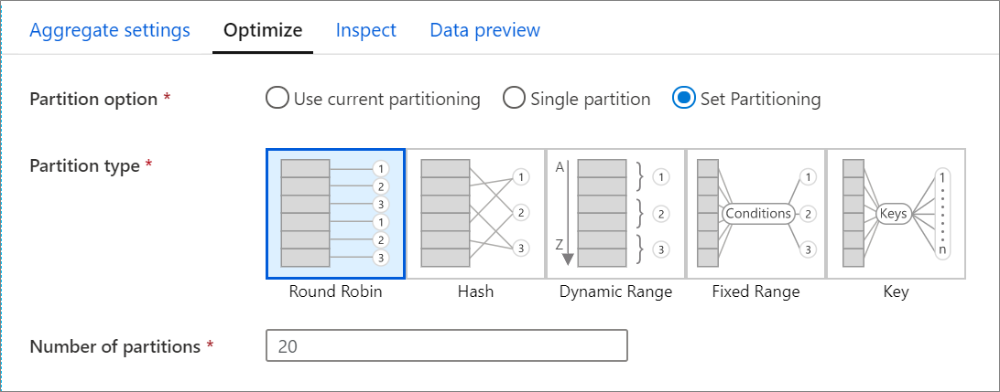 Aggregate settings Optimize Inspect Data preview
Partition option * Use current partitioning Single partition Set Partitioning
Partition type *
1 2 3 1 2 3
1 2 3
A Z 1 2 3
Conditions 1 2 3
Keys 1 n
Round Robin Hash Dynamic Range Fixed Range Key
Number of partitions * 20